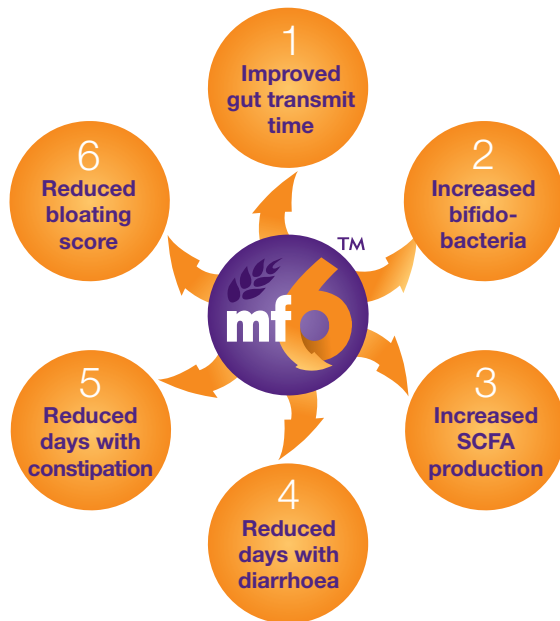 1
Improved
gut transmit
time
2
Increased
bifido-
bacteria
3
Increased
SCFA
production
4
Reduced
days with
diarrhoea
5
Reduced
days with
constipation
6
Reduced
bloating
score
mf6
TM